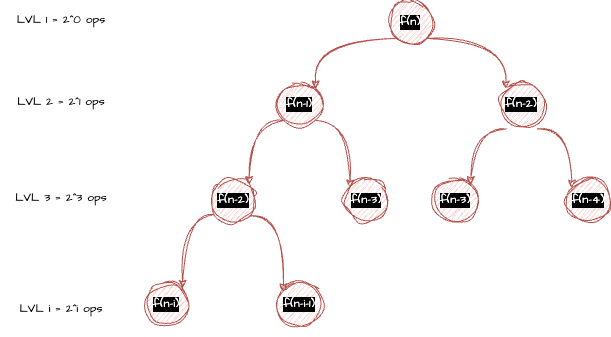 LVL 1 = 2^0 ops
f(n)
LVL 2 = 2^1 ops
f(n-1)
f(n-2)
LVL 3 = 2^3 ops
f(n-2)
f(n-3)
f(n-3)
f(n-4)
LVL i = 2^i ops
f(n-i)
f(n-i-1)